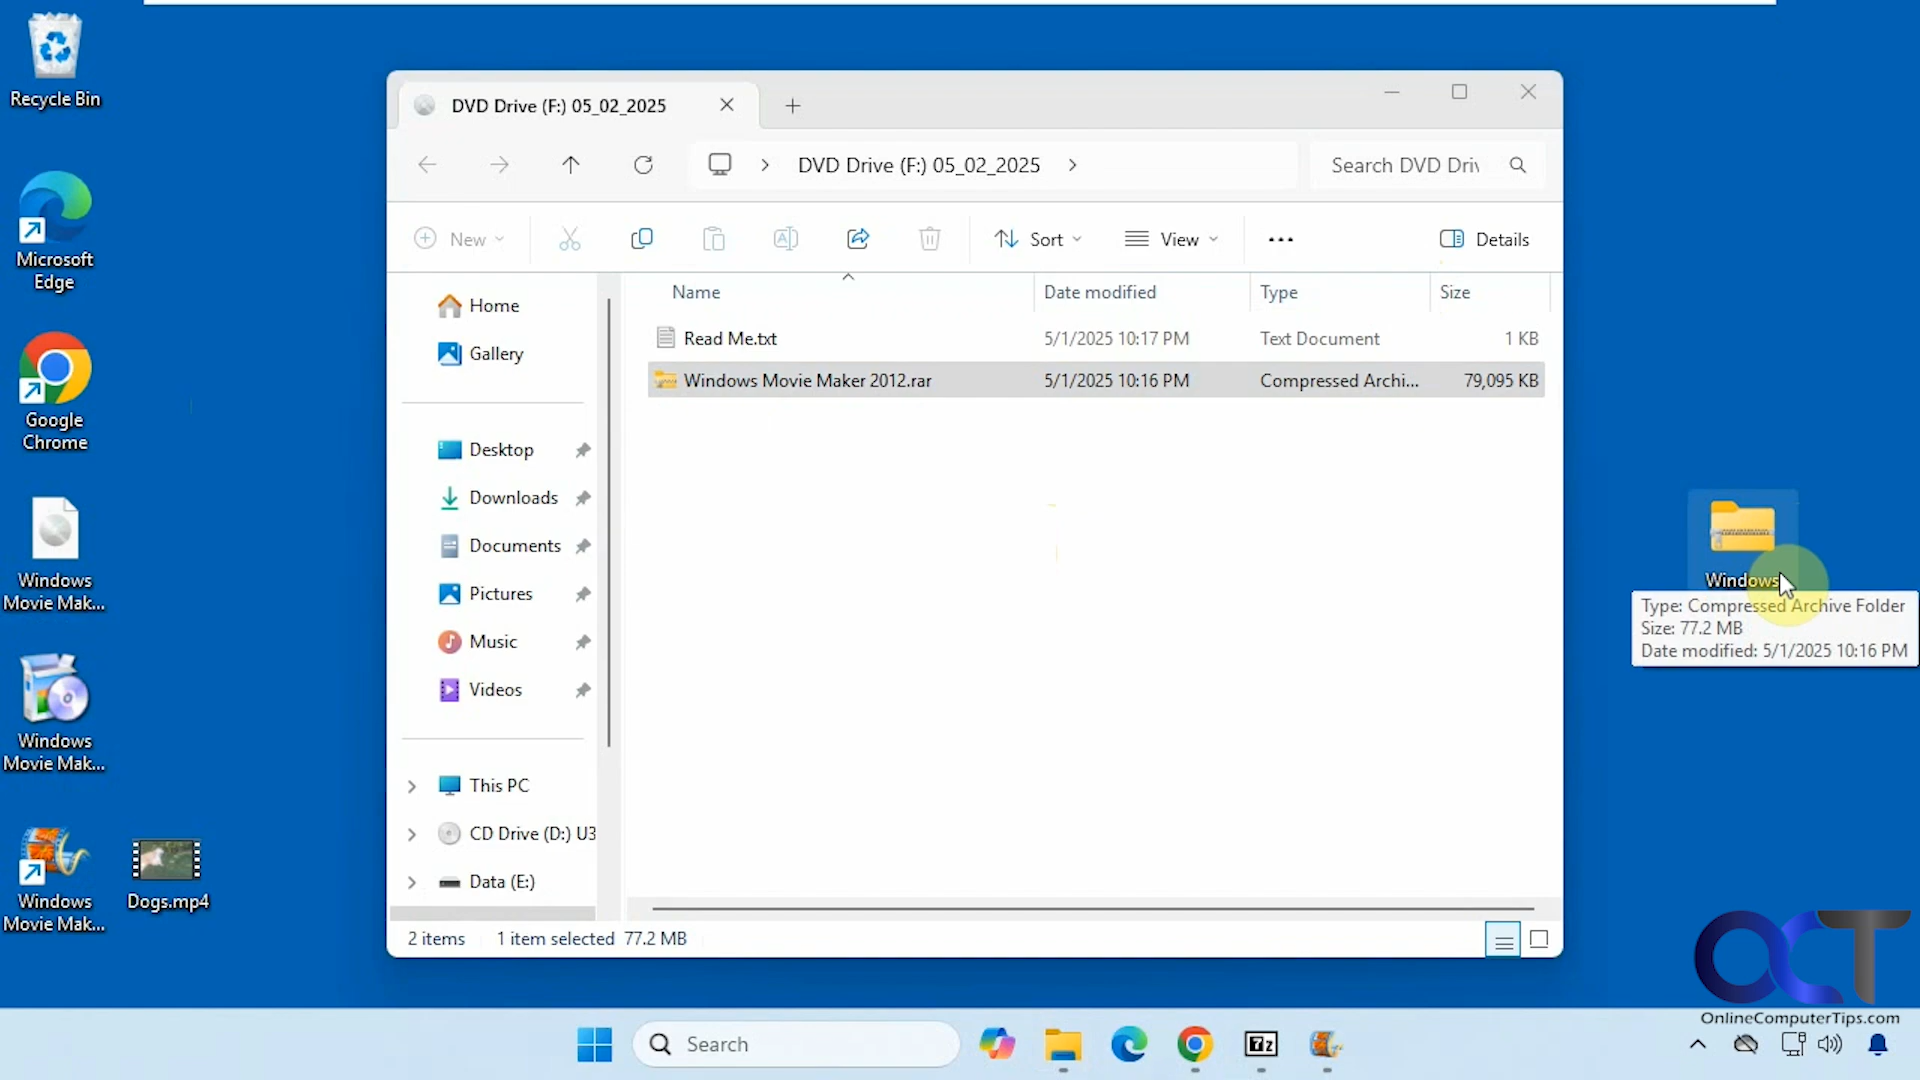 Recycle Bin
Microsoft
Edge
Google
Chrome
Windows
Movie Mak...
Windows
Movie Mak...
Windows
Movie Mak...
Dogs.mp4
DVD Drive (F:) 05_02_2025
DVD Drive (F:) 05_02_2025
Search DVD Driv
New
Sort
View
Details
Home
Gallery
Desktop
Downloads
Documents
Pictures
Music
Videos
This PC
CD Drive (D:) U3
Data (E:)
Name Date modified Type Size
Read Me.txt 5/1/2025 10:17 PM Text Document 1 KB
Windows Movie Maker 2012.rar 5/1/2025 10:16 PM Compressed Archi... 79,095 KB
2 items 1 item selected 77.2 MB
Windows
Type: Compressed Archive Folder
Size: 77.2 MB
Date modified: 5/1/2025 10:16 PM
OCT
OnlineComputerTips.com
Search
7z